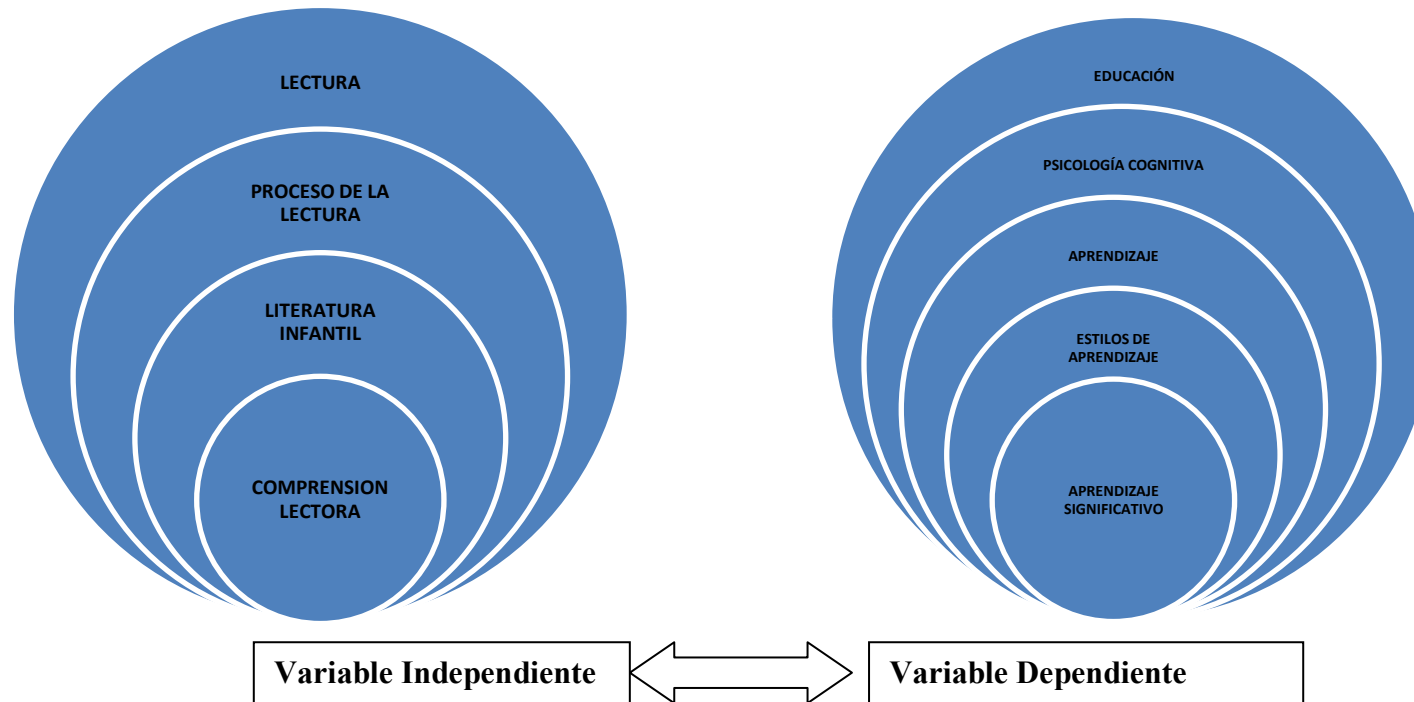 LECTURA
PROCESO DE LA
LECTURA
LITERATURA
INFANTIL
COMPRENSION
LECTORA
EDUCACIÓN
PSICOLOGÍA COGNITIVA
APRENDIZAJE
ESTILOS DE
APRENDIZAJE
APRENDIZAJE
SIGNIFICATIVO
Variable Independiente
Variable Dependiente